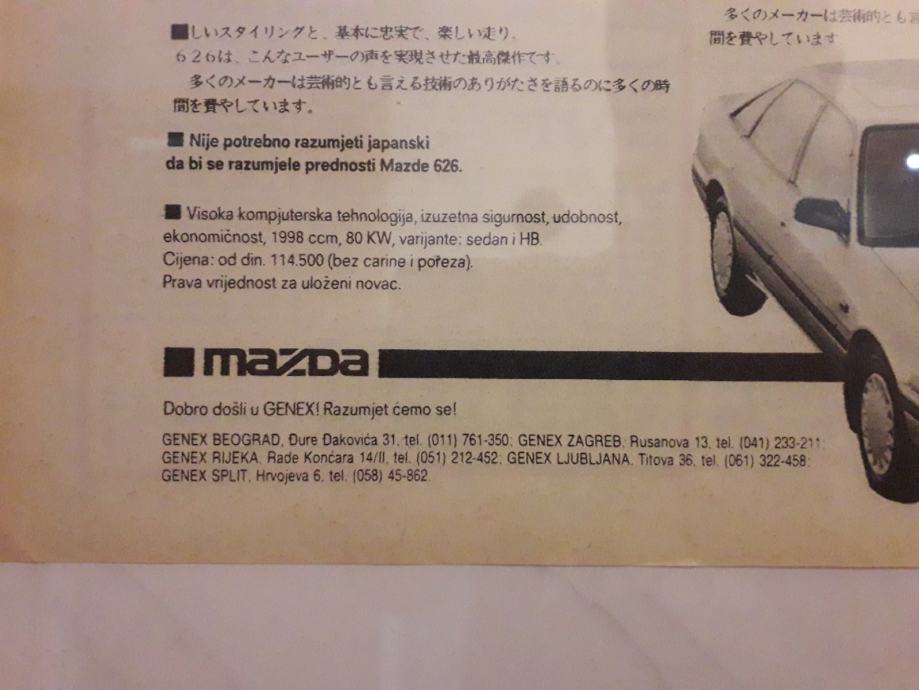 しいスタイリングと、基本に忠実で、楽しい走り。
626は、こんなユーザーの声を実現させた最高傑作です。
多くのメーカーは芸術的とも言える技術のありがたさを語るのに多くの時
間を費やしています。
多くのメーカーは芸術的とも言
間を費やしています
Nije potrebno razumjeti japanski
da bi se razumjele prednosti Mazde 626.
Visoka kompjuterska tehnologija, izuzetna sigurnost, udobnost,
ekonomičnost, 1998 ccm, 80 KW, varijante: sedan i HB.
Cijena: od din. 114.500 (bez carine i poreza).
Prava vrijednost za uloženi novac.
mazda
Dobro došli u GENEX! Razumjet ćemo se!
GENEX BEOGRAD, Đure Đakovića 31, tel. (011) 761-350; GENEX ZAGREB, Rusanova 13, tel. (041) 233-211;
GENEX RIJEKA, Rade Končara 14/II, tel. (051) 212-452; GENEX LJUBLJANA, Titova 36, tel. (061) 322-458;
GENEX SPLIT, Hrvojeva 6, tel. (058) 45-862.